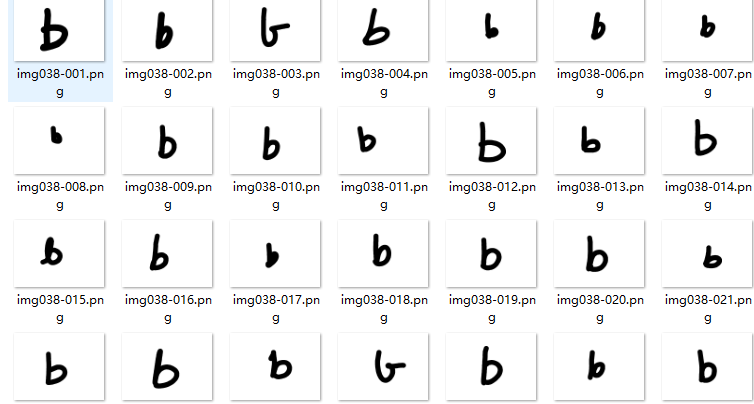 b b b b b b b
img038-001.png img038-002.png img038-003.png img038-004.png img038-005.png img038-006.png img038-007.png
b b b b b b b
img038-008.png img038-009.png img038-010.png img038-011.png img038-012.png img038-013.png img038-014.png
b b b b b b b
img038-015.png img038-016.png img038-017.png img038-018.png img038-019.png img038-020.png img038-021.png
b b b b b b b